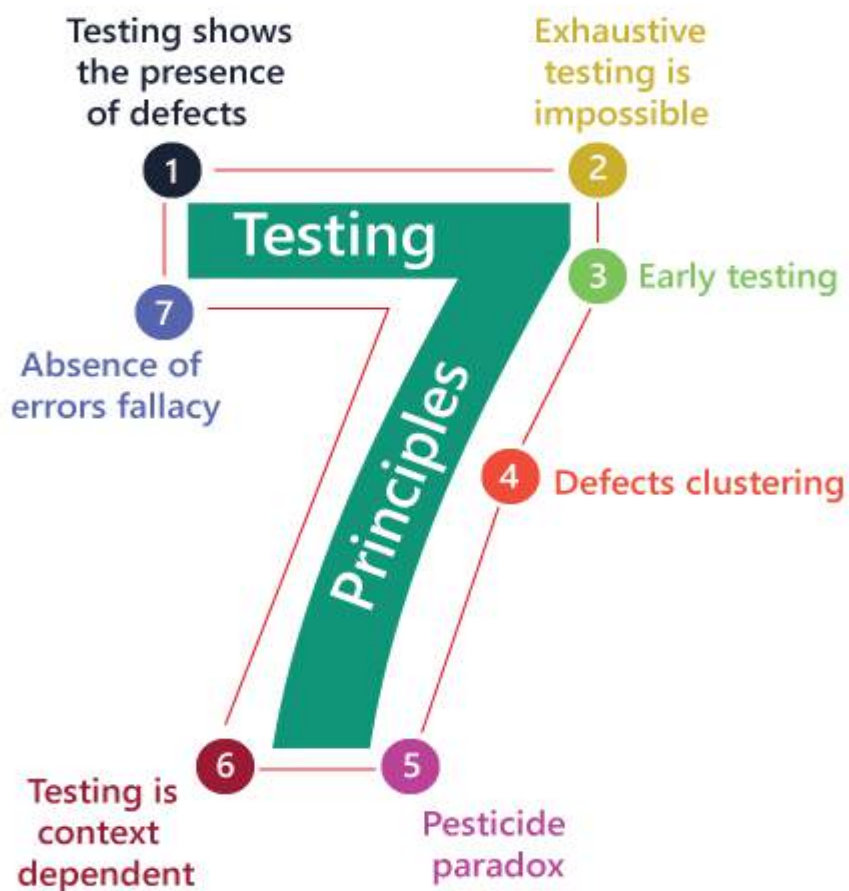 Testing shows
the presence
of defects
Exhaustive
testing is
impossible
1
2
Testing
3
Early testing
7
Absence of
errors fallacy
Principles
4
Defects clustering
6
5
Testing is
context
dependent
Pesticide
paradox